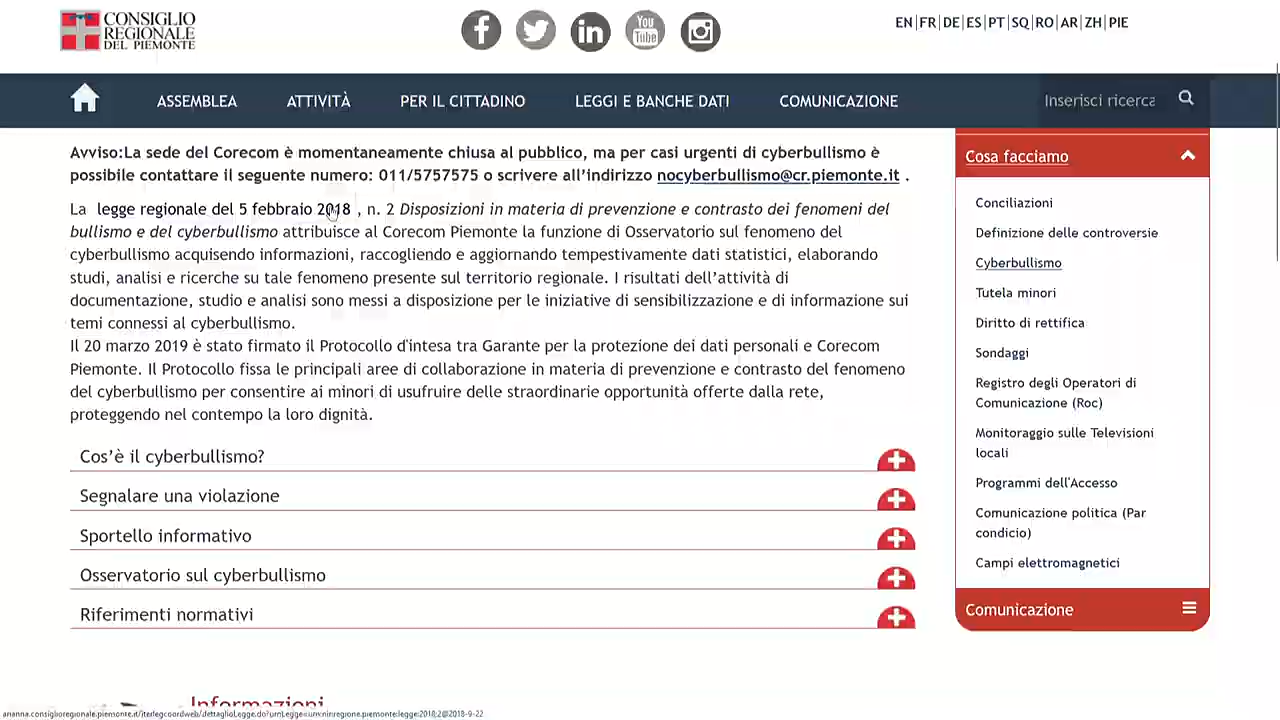 CONSIGLIO
REGIONALE
DEL PIEMONTE
You
Tube
EN|FR|DE|ES|PT|SQ|RO|AR|ZH|PIE
ASSEMBLEA ATTIVITÀ PER IL CITTADINO LEGGI E BANCHE DATI COMUNICAZIONE Inserisci ricerca
Avviso:La sede del Corecom è momentaneamente chiusa al pubblico, ma per casi urgenti di cyberbullismo è
possibile contattare il seguente numero: 011/5757575 o scrivere all’indirizzo nocyberbullismo@cr.piemonte.it .
La legge regionale del 5 febbraio 2018 , n. 2 Disposizioni in materia di prevenzione e contrasto dei fenomeni del
bullismo e del cyberbullismo attribuisce al Corecom Piemonte la funzione di Osservatorio sul fenomeno del
cyberbullismo acquisendo informazioni, raccogliendo e aggiornando tempestivamente dati statistici, elaborando
studi, analisi e ricerche su tale fenomeno presente sul territorio regionale. I risultati dell’attività di
documentazione, studio e analisi sono messi a disposizione per le iniziative di sensibilizzazione e di informazione sui
temi connessi al cyberbullismo.
Il 20 marzo 2019 è stato firmato il Protocollo d'intesa tra Garante per la protezione dei dati personali e Corecom
Piemonte. Il Protocollo fissa le principali aree di collaborazione in materia di prevenzione e contrasto del fenomeno
del cyberbullismo per consentire ai minori di usufruire delle straordinarie opportunità offerte dalla rete,
proteggendo nel contempo la loro dignità.
Cos’è il cyberbullismo?
Segnalare una violazione
Sportello informativo
Osservatorio sul cyberbullismo
Riferimenti normativi
Cosa facciamo
Conciliazioni
Definizione delle controversie
Cyberbullismo
Tutela minori
Diritto di rettifica
Sondaggi
Registro degli Operatori di
Comunicazione (Roc)
Monitoraggio sulle Televisioni
locali
Programmi dell'Accesso
Comunicazione politica (Par
condicio)
Campi elettromagnetici
Comunicazione
Informazioni